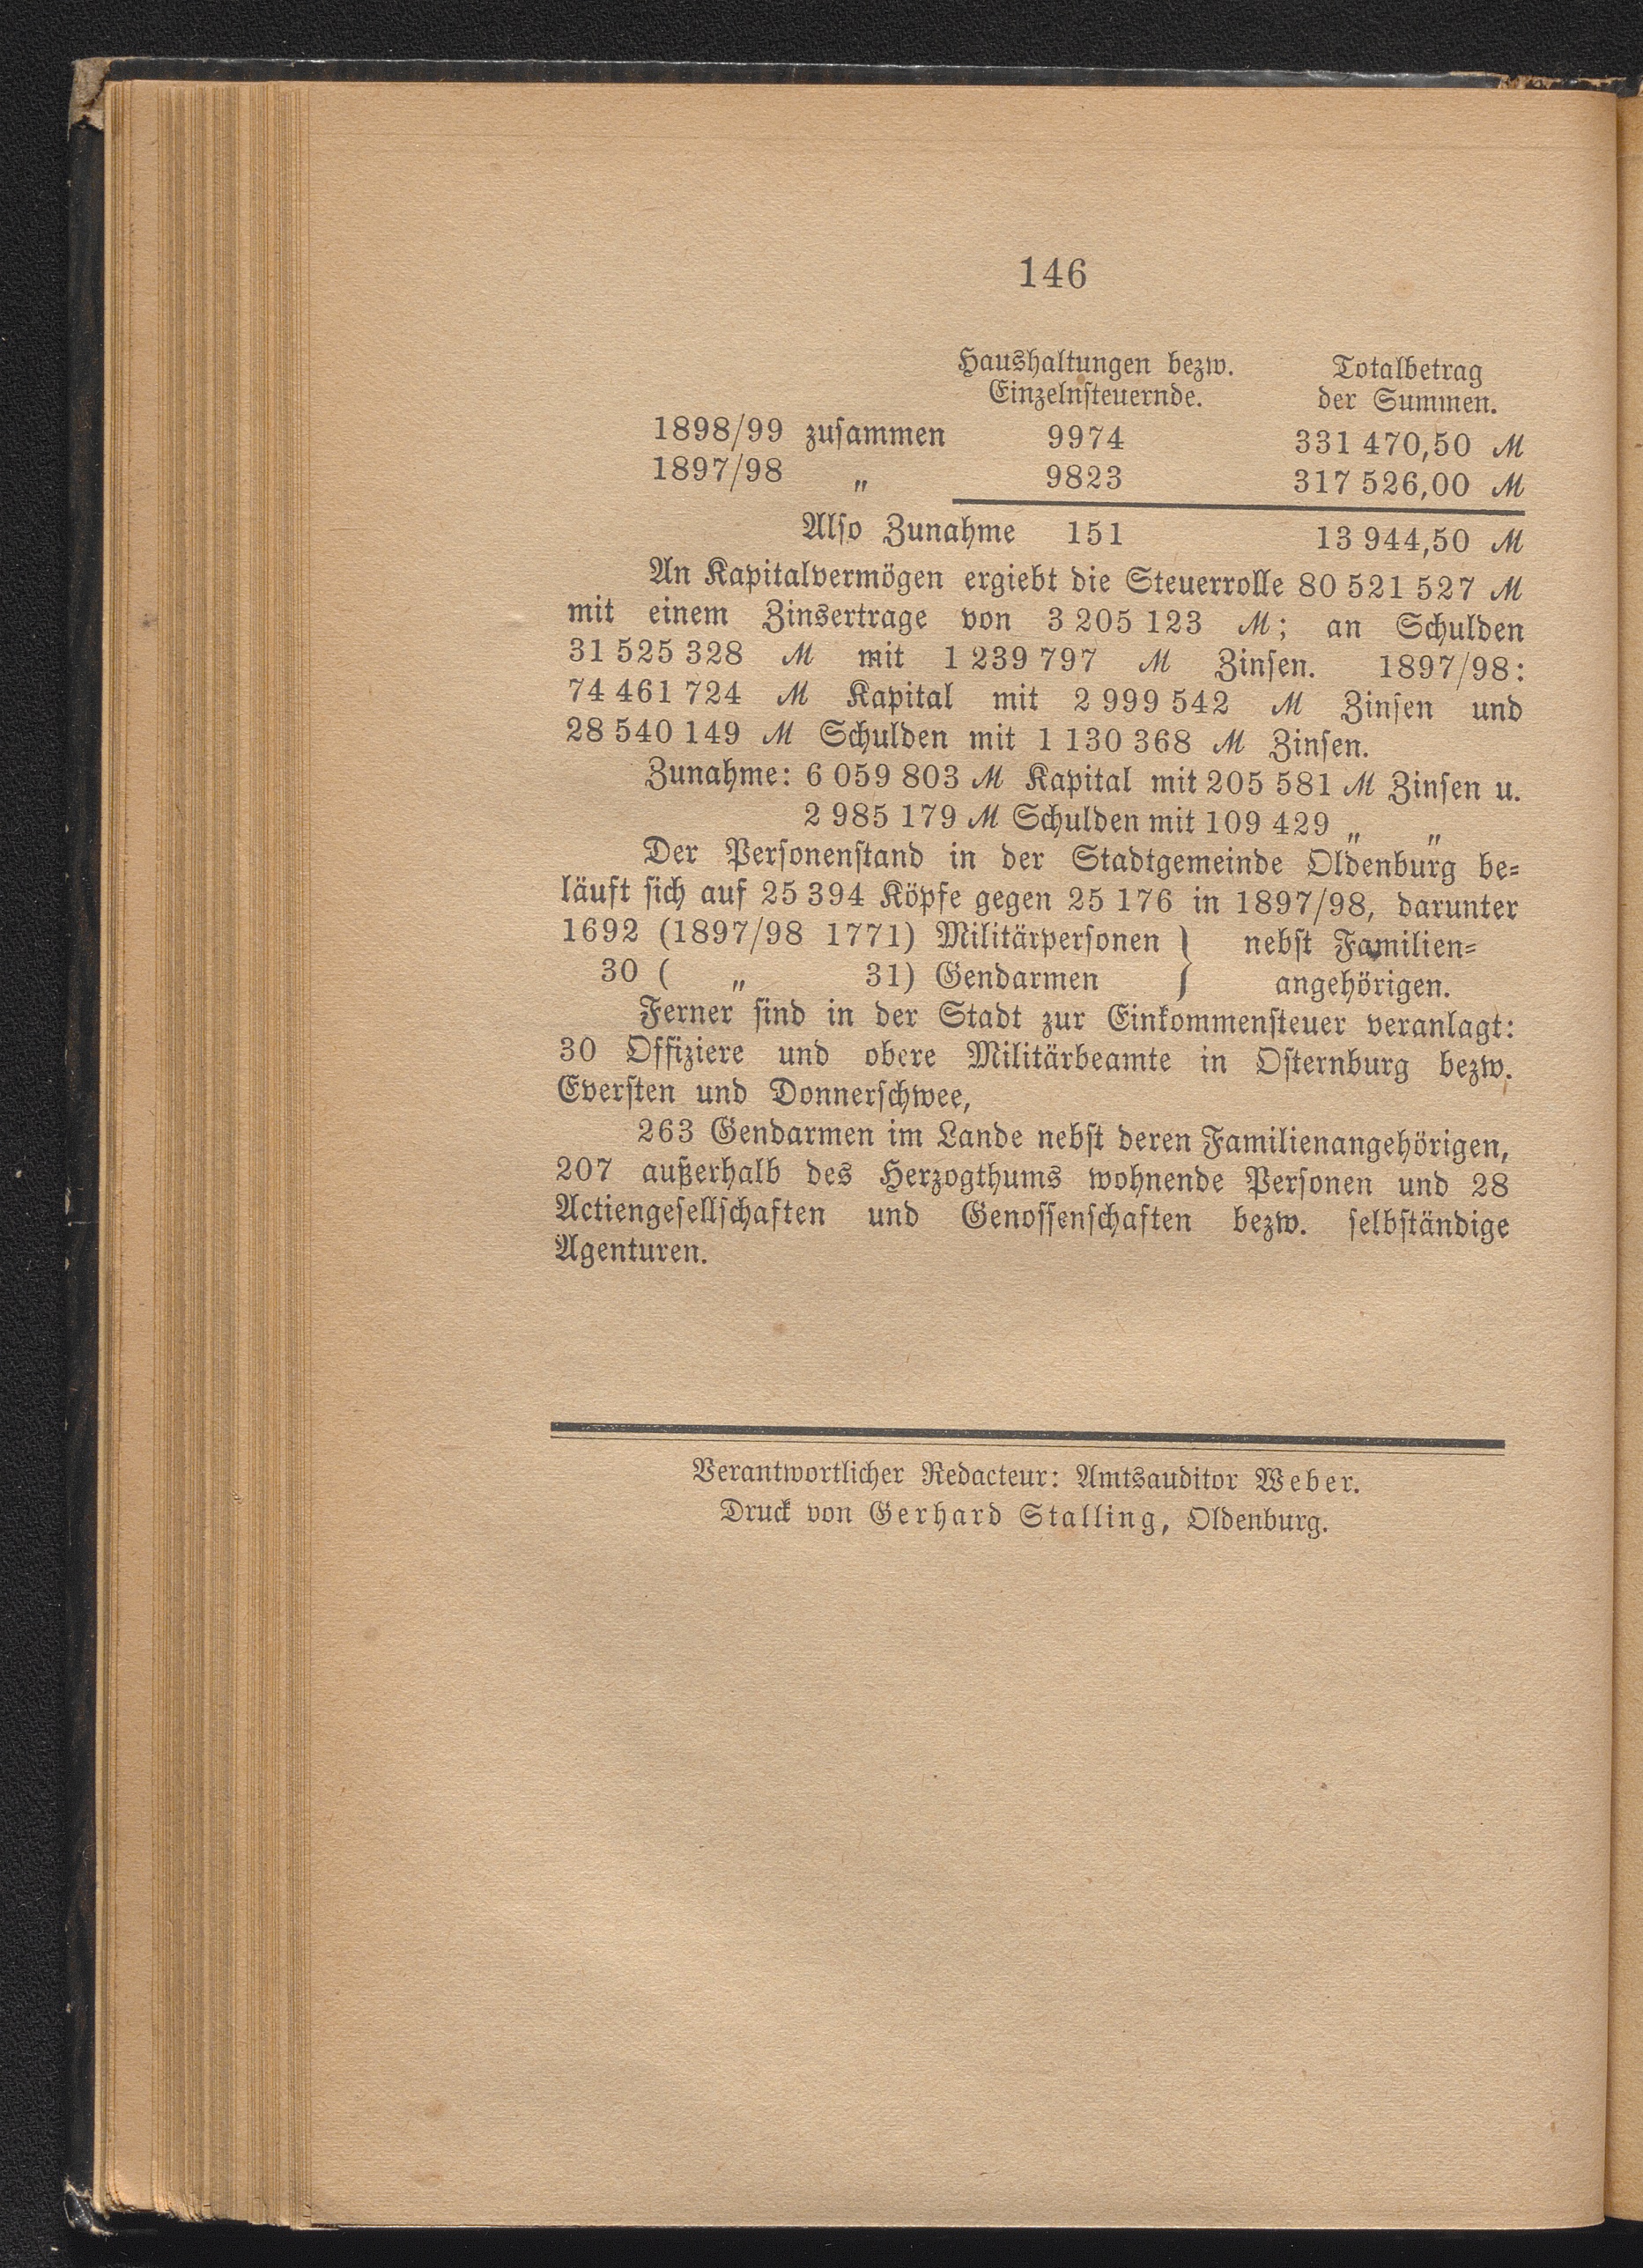 146
Haushaltungen bezw. Totalbetrag
Einzelnsteuernde. der Summen.
1898/99 zusammen 9974 331 470,50 ℳ
1897/98 „ 9823 317 526,00 ℳ
Also Zunahme 151 13 944,50 ℳ
An Kapitalvermögen ergiebt die Steuerrolle 80 521 527 ℳ
mit einem Zinsertrage von 3 205 123 ℳ; an Schulden
31 525 328 ℳ mit 1 239 797 ℳ Zinsen. 1897/98:
74 461 724 ℳ Kapital mit 2 999 542 ℳ Zinsen und
28 540 149 ℳ Schulden mit 1 130 368 ℳ Zinsen.
Zunahme: 6 059 803 ℳ Kapital mit 205 581 ℳ Zinsen u.
2 985 179 ℳ Schulden mit 109 429 „ „
Der Personenstand in der Stadtgemeinde Oldenburg be-
läuft sich auf 25 394 Köpfe gegen 25 176 in 1897/98, darunter
1692 (1897/98 1771) Militärpersonen } nebst Familien-
30 ( „ 31) Gendarmen } angehörigen.
Ferner sind in der Stadt zur Einkommensteuer veranlagt:
30 Offiziere und obere Militärbeamte in Osternburg bezw.
Eversten und Donnerschwee,
263 Gendarmen im Lande nebst deren Familienangehörigen,
207 außerhalb des Herzogthums wohnende Personen und 28
Actiengesellschaften und Genossenschaften bezw. selbständige
Agenturen.
Verantwortlicher Redacteur: Amtsauditor Weber.
Druck von Gerhard Stalling, Oldenburg.